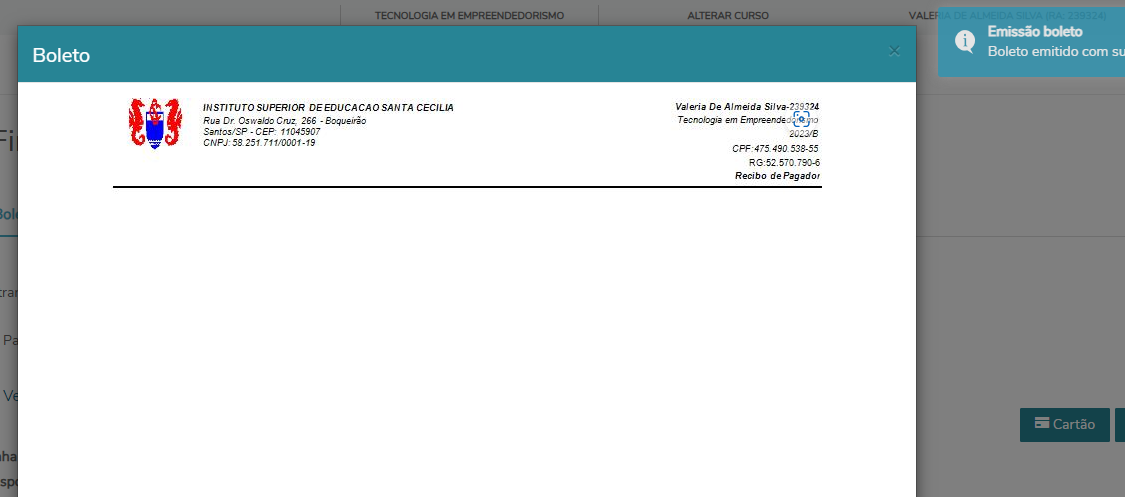 TECNOLOGIA EM EMPREENDEDORISMO
ALTERAR CURSO
VALERIA DE ALMEIDA SILVA (RA: 239324)
Emissão boleto
Boleto emitido com su
Boleto
×
INSTITUTO SUPERIOR DE EDUCACAO SANTA CECILIA
Rua Dr. Oswaldo Cruz, 266 - Boqueirão
Santos/SP - CEP: 11045907
CNPJ: 58.251.711/0001-19
Valeria De Almeida Silva-239324
Tecnologia em Empreendedorismo
2023/B
CPF:475.490.538-55
RG:52.570.790-6
Recibo de Pagador
Fi
Bole
tran
Pa
Ve
Cartão
nha
spo